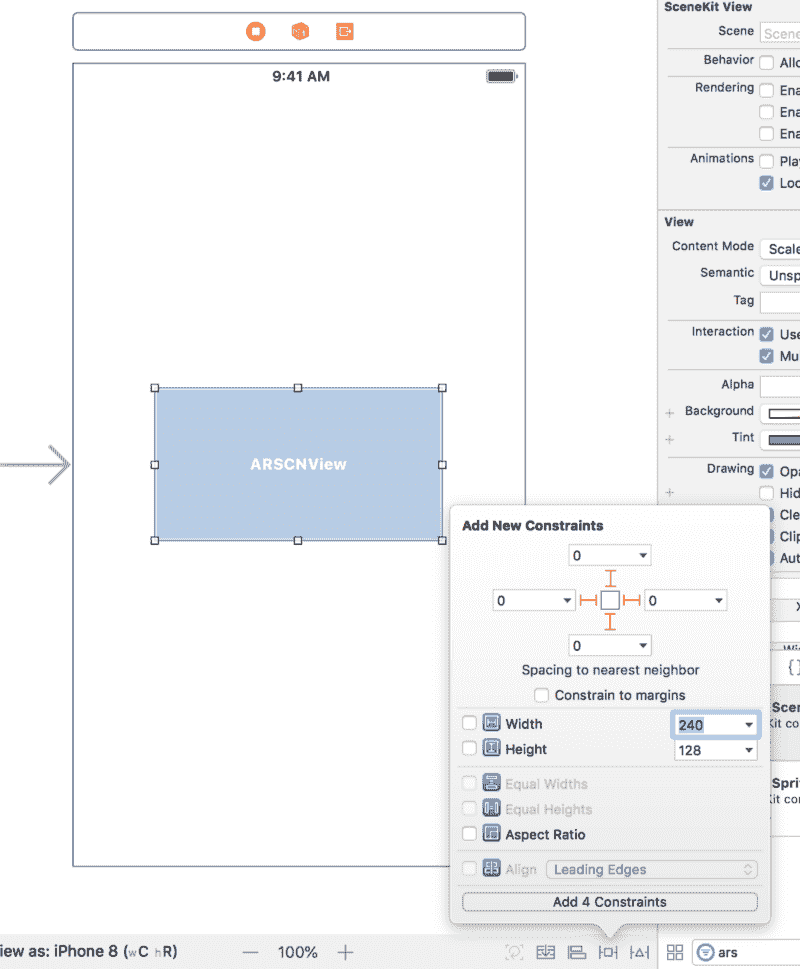 SceneKit View
Scene Scene
Behavior
Rendering Ena
Ena
Ena
Animations Play
Loo
9:41 AM
View
Content Mode Scale
Semantic Unsp
Tag
Interaction Use
Mu
Alpha
Background
Tint
Drawing Opa
Hid
Cle
Clip
Aut
ARSCNView
Add New Constraints
0
0 0
0
Spacing to nearest neighbor
Constrain to margins
Width 240
Height 128
Equal Widths
Equal Heights
Aspect Ratio
Align Leading Edges
Add 4 Constraints
{}
Scen
Kit co
Sprit
Kit con
iew as: iPhone 8 (wC hR)
— 100% +
ars